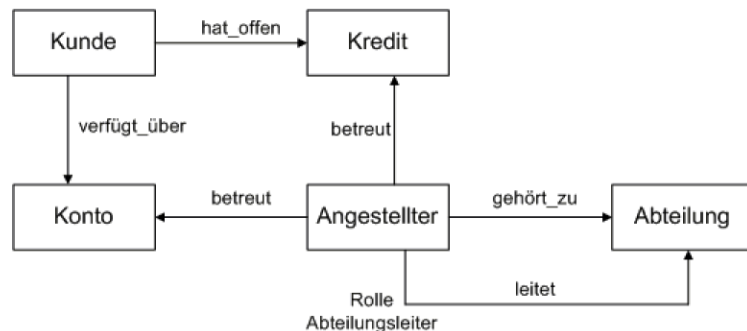 Kunde
hat_offen
Kredit
verfügt_über
betreut
Konto
betreut
Angestellter
gehört_zu
Abteilung
Rolle
Abteilungsleiter
leitet